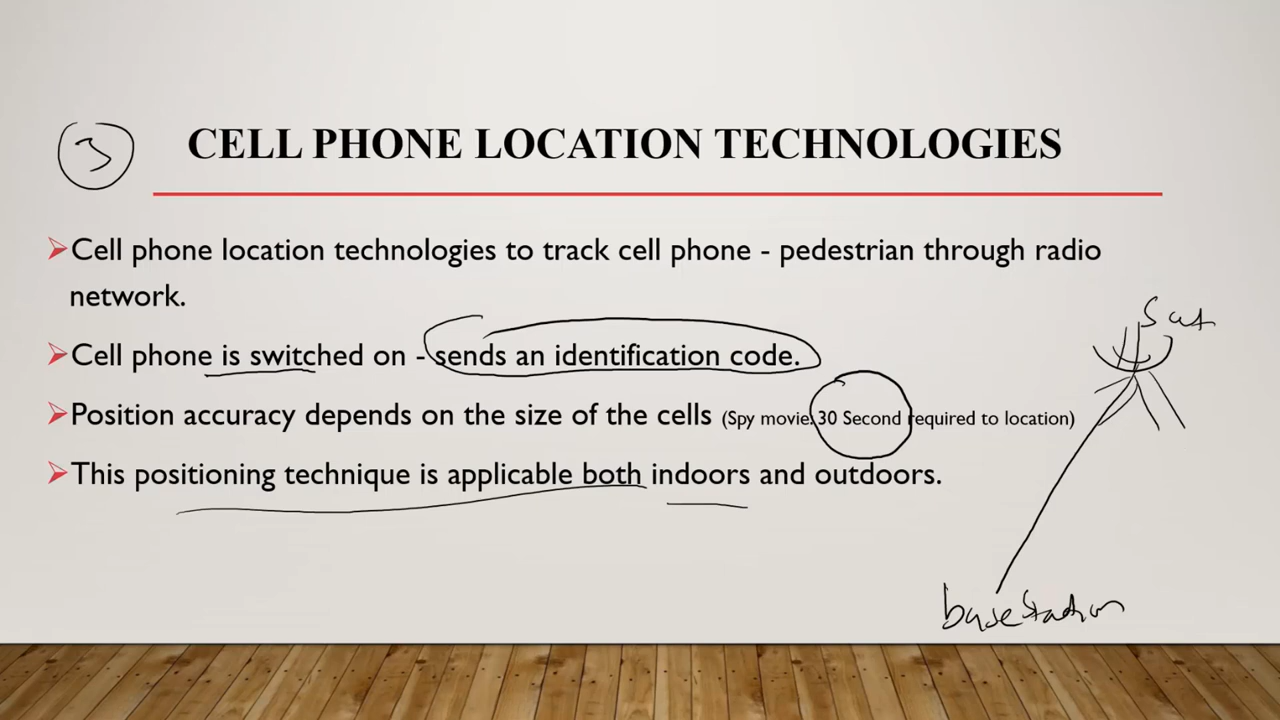 3 CELL PHONE LOCATION TECHNOLOGIES
Cell phone location technologies to track cell phone - pedestrian through radio
network.
Sat
Cell phone is switched on - sends an identification code.
Position accuracy depends on the size of the cells (Spy movie: 30 Second required to location)
This positioning technique is applicable both indoors and outdoors.
base station